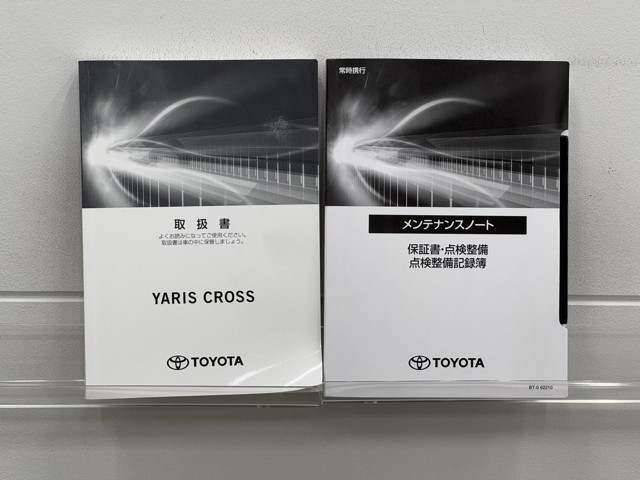 取扱書
よくお読みになってご使用ください。
取扱書は車の中に保管しましょう。
YARIS CROSS
TOYOTA
常時携行
メンテナンスノート
保証書・点検整備
点検整備記録簿
TOYOTA
BT-G 62210